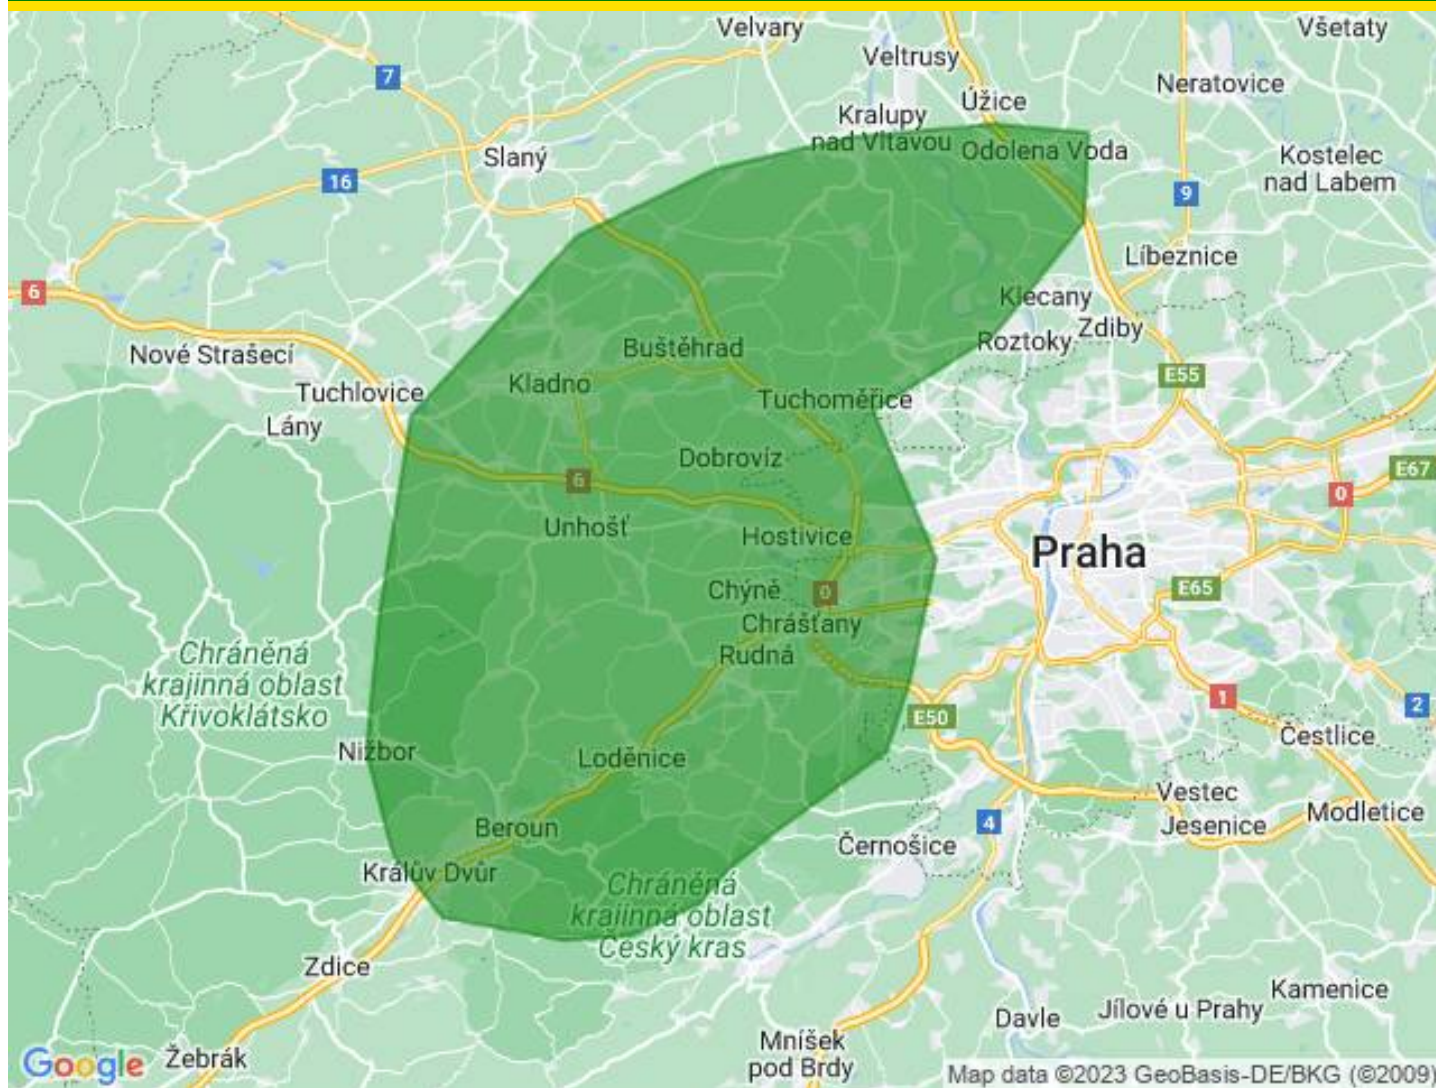 Velvary
Všetaty
Veltrusy
7
Neratovice
Úžice
Kralupy
nad Vltavou
Odolena Voda
Slaný
Kostelec
nad Labem
16
9
Líbeznice
6
Klecany
Zdiby
Roztoky
Nové Strašecí
Buštěhrad
E55
Kladno
Tuchlovice
Tuchoměřice
Lány
Dobrovíz
E67
6
0
Unhošť
Hostivice
Praha
Chýně
0
E65
Chrášťany
Rudná
Chráněná
krajinná oblast
Křivoklátsko
1
2
E50
Čestlice
Nižbor
Loděnice
Vestec
Modletice
4
Jesenice
Beroun
Černošice
Králův Dvůr
Chráněná
krajinná oblast
Český kras
Zdice
Kamenice
Jílové u Prahy
Davle
Mníšek
pod Brdy
Žebrák
Google
Map data ©2023 GeoBasis-DE/BKG (©2009)